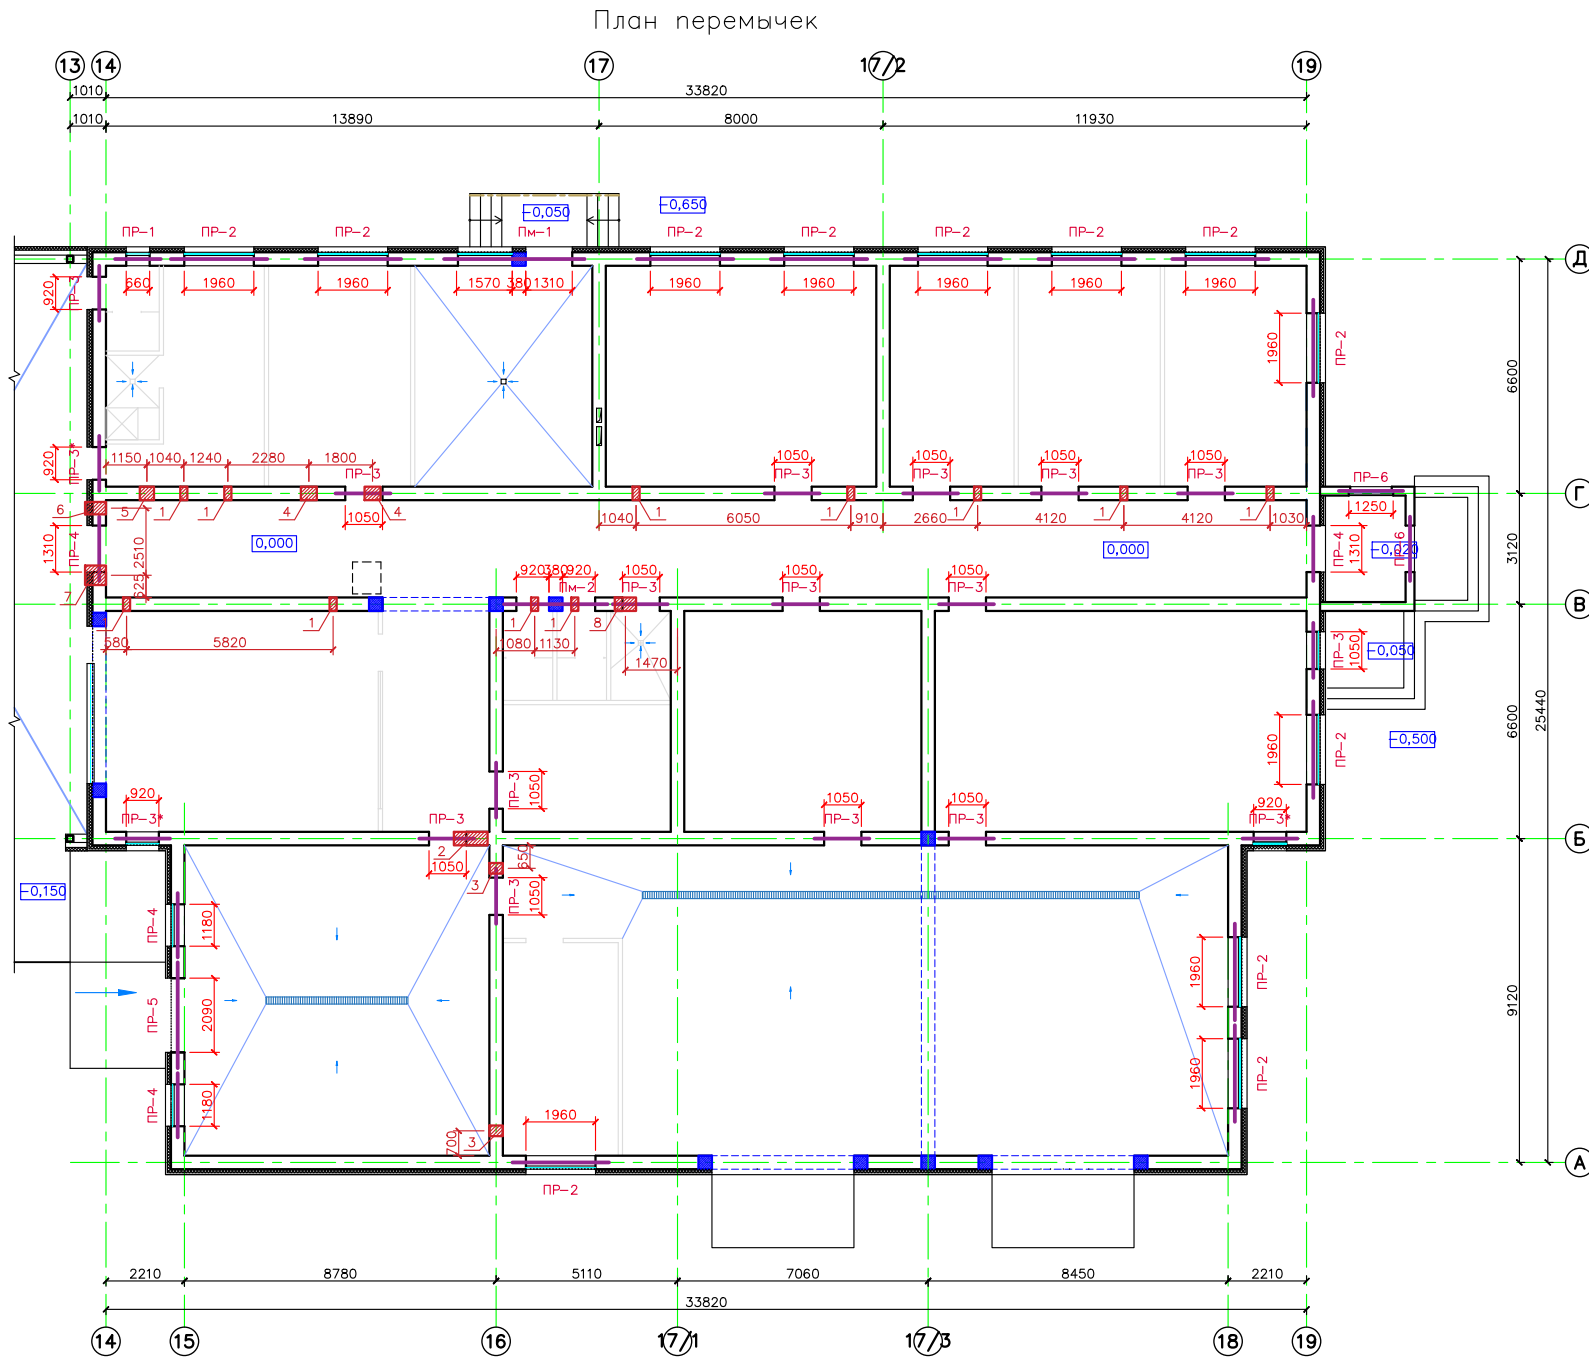 План перемычек
13 14 17 17/2 19
1010 33820
1010 13890 8000 11930
-0,050 -0,650
ПР-1 ПР-2 ПР-2 Пм-1 ПР-2 ПР-2 ПР-2 ПР-2 ПР-2
Д
920 ПР-3* 660 1960 1960 1570 380 1310 1960 1960 1960 1960 1960
1960 ПР-2
6600
920 ПР-3* 1150 1040 1240 2280 1800 ПР-3 1050 ПР-3 1050 ПР-3 1050 ПР-3 1050 ПР-3
ПР-6
Г
6 5 1 1 4 4 1 1 1 1 1
1250
1050 1040 6050 910 2660 4120 4120 1030
1310 ПР-4 2510 0,000 0,000 ПР-4 1310 -0,020 ПР-6 3120
7 625 920 380 920 Пм-2 1050 ПР-3 1050 ПР-3 1050 ПР-3
В
1 1 1 1 8
580 5820 1080 1130 1470
ПР-3 1050 -0,050
6600 25440
1960 ПР-2 -0,500
920 ПР-3* ПР-3 ПР-3 1050 1050 ПР-3 1050 ПР-3 920 ПР-3*
Б
2 1050 3 650
ПР-3 1050
-0,150
ПР-4 1180
1960 ПР-2
ПР-5 2090
9120
1960 ПР-2
ПР-4 1180
700 3 1960
А
ПР-2
2210 8780 5110 7060 8450 2210
33820
14 15 16 17/1 17/3 18 19